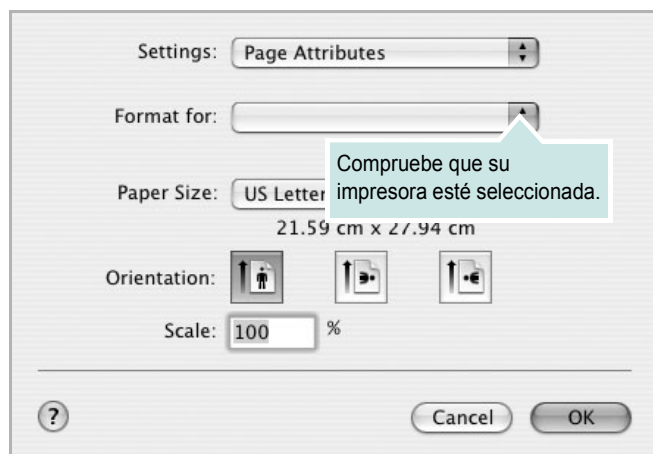 Settings: Page Attributes
Format for:
Compruebe que su
impresora esté seleccionada.
Paper Size: US Letter
21.59 cm x 27.94 cm
Orientation:
Scale: 100 %
? Cancel OK